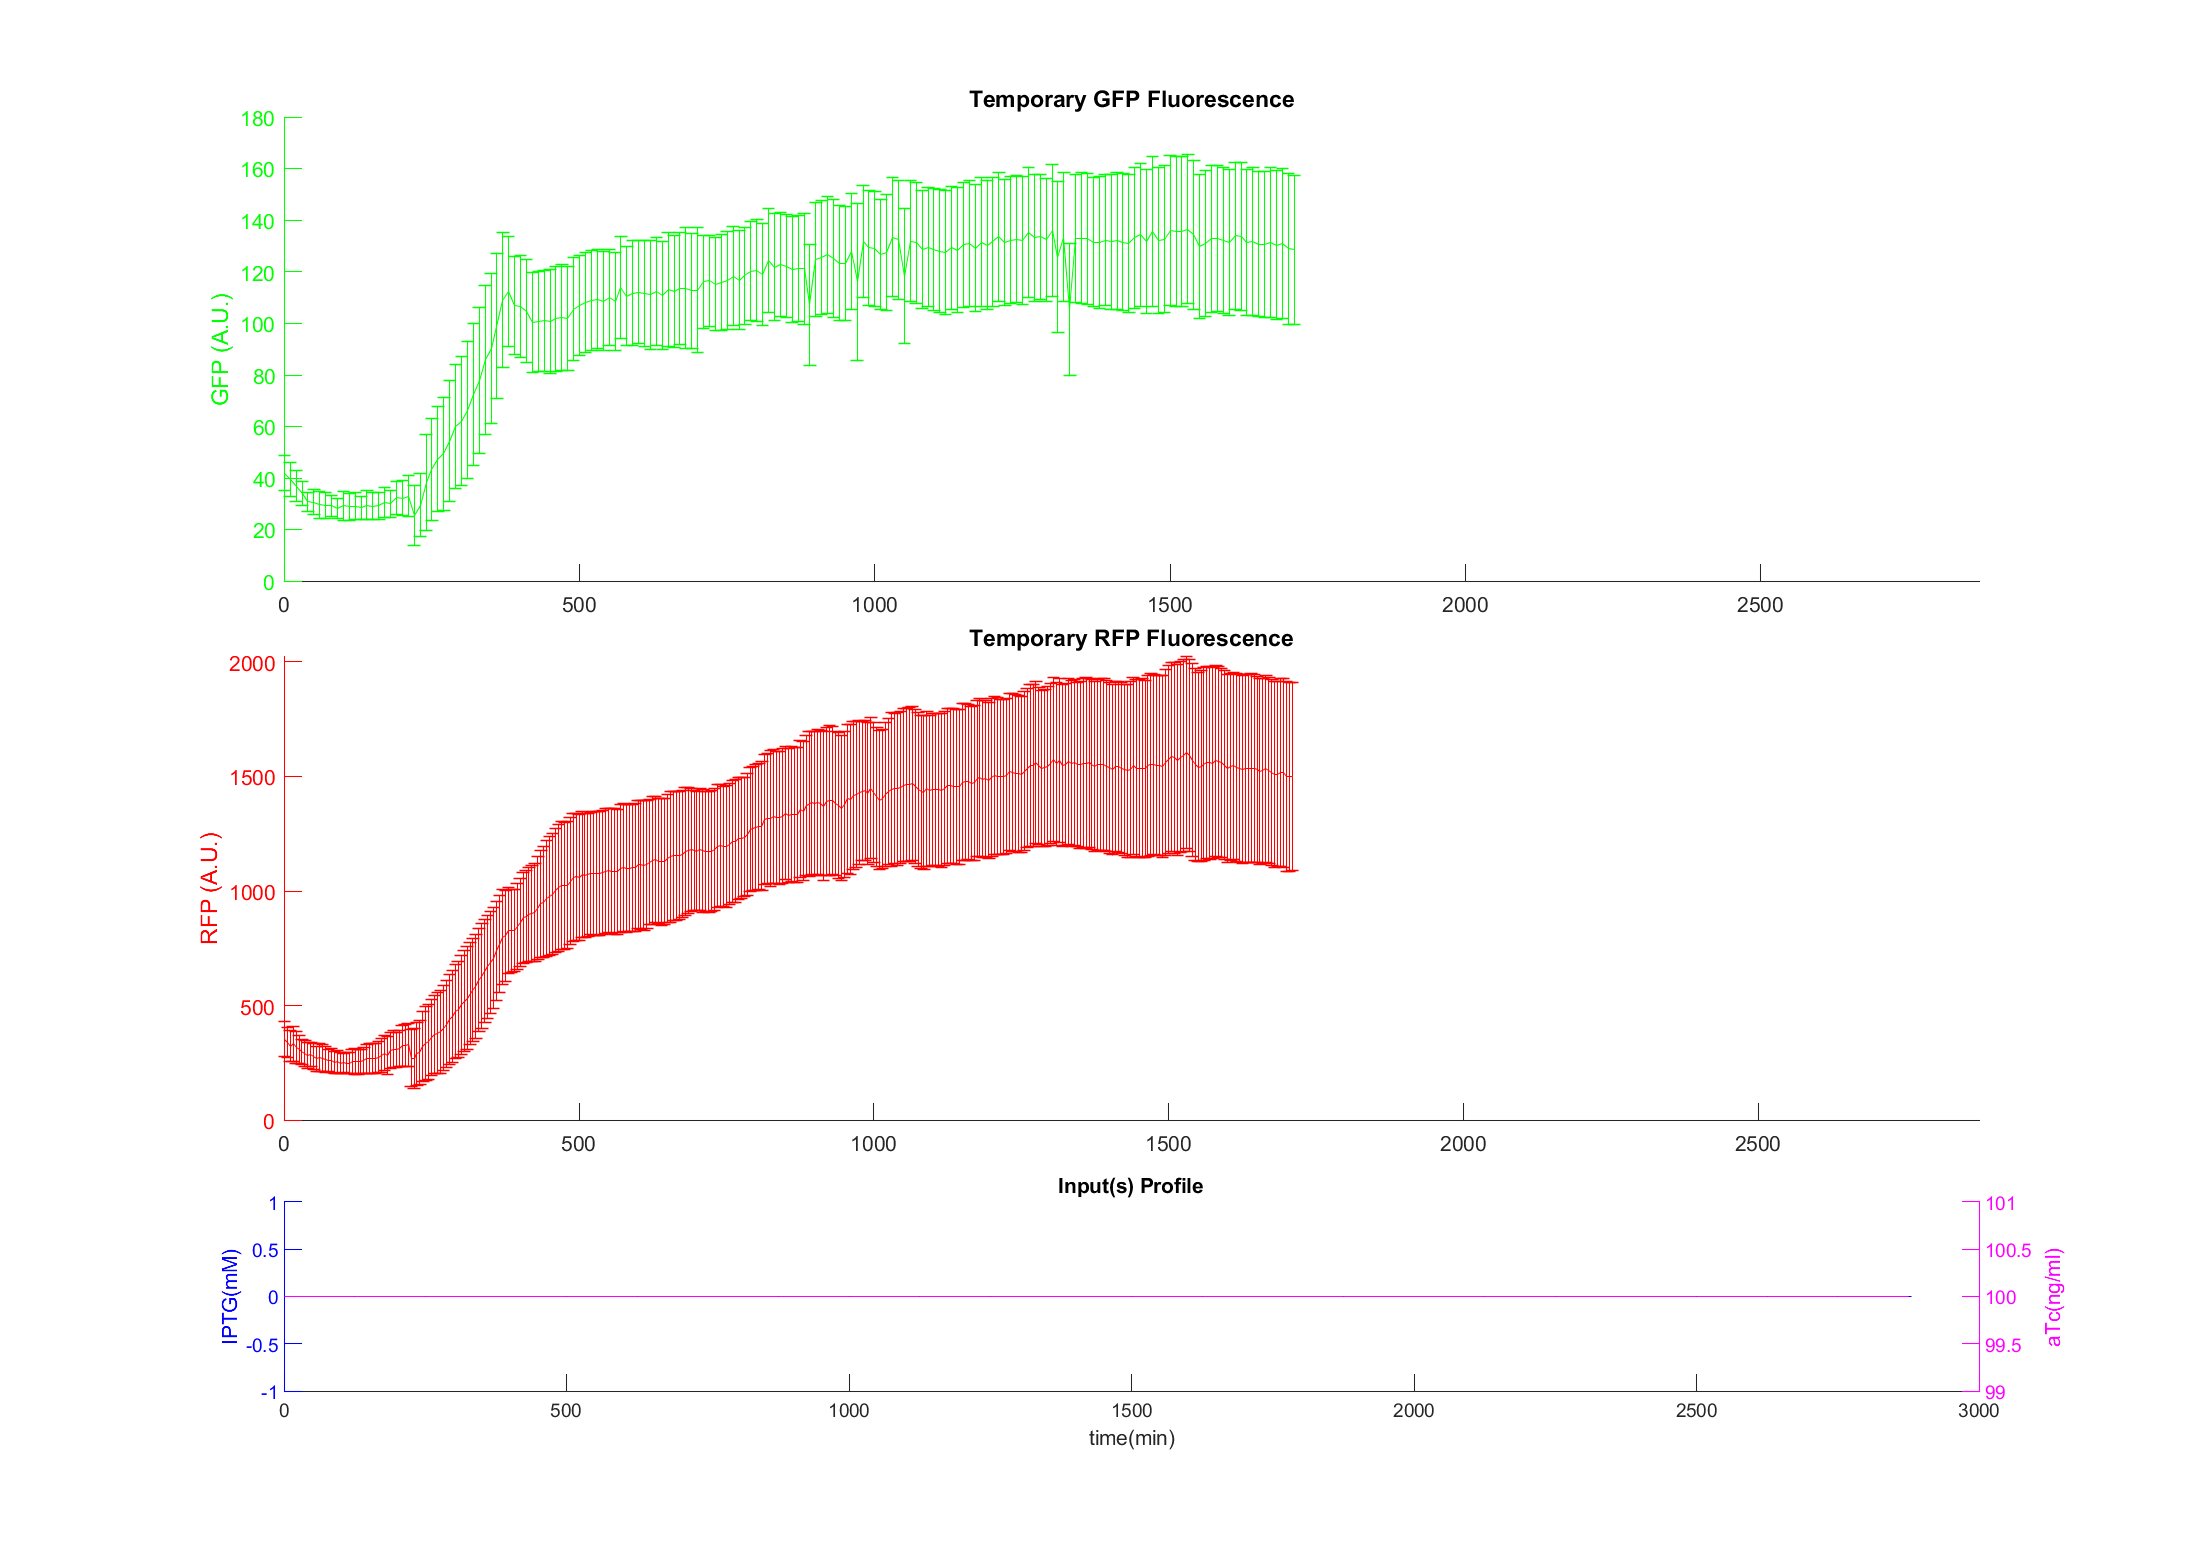 Temporary GFP Fluorescence
180
160
140
120
100
80
60
40
20
0
GFP (A.U.)
0 500 1000 1500 2000 2500
Temporary RFP Fluorescence
2000
1500
1000
500
0
RFP (A.U.)
0 500 1000 1500 2000 2500
Input(s) Profile
1
0.5
0
-0.5
-1
IPTG(mM)
101
100.5
100
99.5
99
aTc(ng/ml)
0 500 1000 1500 2000 2500 3000
time(min)